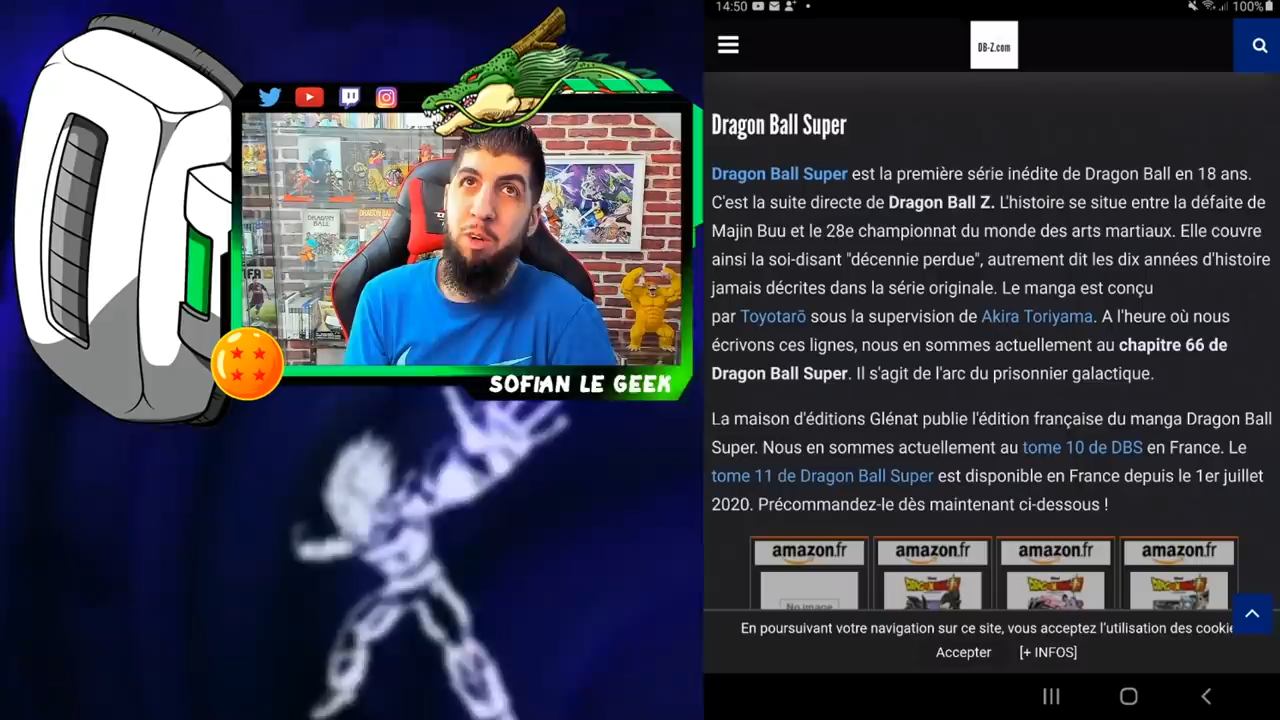 14:50
100%
DB-Z.com
Dragon Ball Super
Dragon Ball Super est la première série inédite de Dragon Ball en 18 ans.
C'est la suite directe de Dragon Ball Z. L'histoire se situe entre la défaite de
Majin Buu et le 28e championnat du monde des arts martiaux. Elle couvre
ainsi la soi-disant "décennie perdue", autrement dit les dix années d'histoire
jamais décrites dans la série originale. Le manga est conçu
par Toyotarō sous la supervision de Akira Toriyama. A l'heure où nous
écrivons ces lignes, nous en sommes actuellement au chapitre 66 de
Dragon Ball Super. Il s'agit de l'arc du prisonnier galactique.
La maison d'éditions Glénat publie l'édition française du manga Dragon Ball
Super. Nous en sommes actuellement au tome 10 de DBS en France. Le
tome 11 de Dragon Ball Super est disponible en France depuis le 1er juillet
2020. Précommandez-le dès maintenant ci-dessous !
amazon.fr amazon.fr amazon.fr amazon.fr
No image
En poursuivant votre navigation sur ce site, vous acceptez l'utilisation des cookie
Accepter [+ INFOS]
SOFIAN LE GEEK
DRAGON BALL